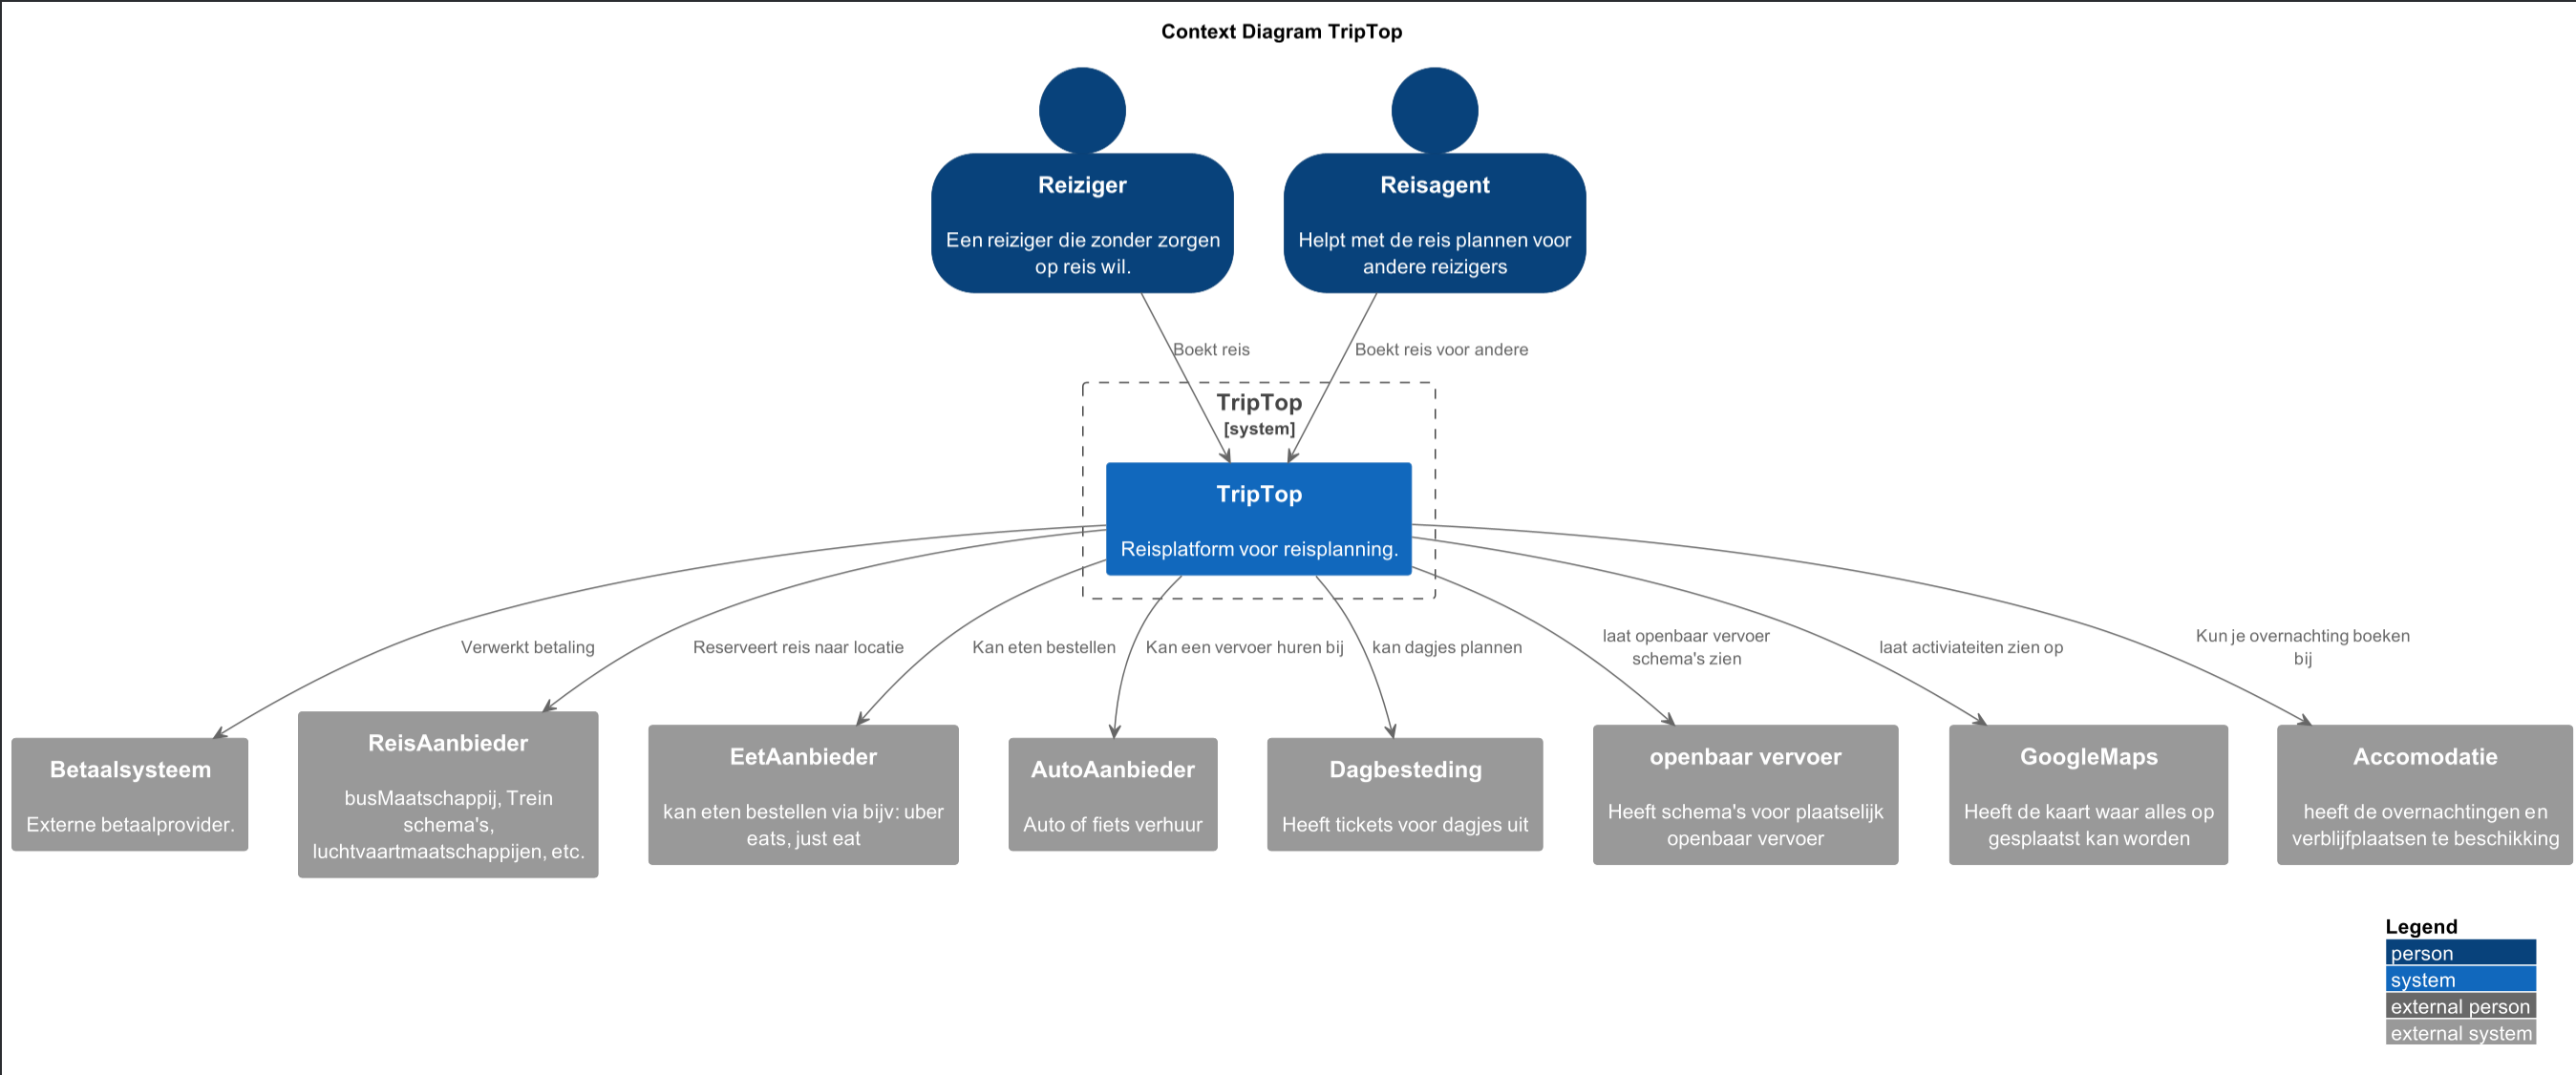 Context Diagram TripTop
Reiziger
Een reiziger die zonder zorgen
op reis wil.
Reisagent
Helpt met de reis plannen voor
andere reizigers
Boekt reis
Boekt reis voor andere
TripTop
[system]
TripTop
Reisplatform voor reisplanning.
Verwerkt betaling
Reserveert reis naar locatie
Kan eten bestellen
Kan een vervoer huren bij
kan dagjes plannen
laat openbaar vervoer
schema's zien
laat activiateiten zien op
Kun je overnachting boeken
bij
Betaalsysteem
Externe betaalprovider.
ReisAanbieder
busMaatschappij, Trein
schema's,
luchtvaartmaatschappijen, etc.
EetAanbieder
kan eten bestellen via bijv: uber
eats, just eat
AutoAanbieder
Auto of fiets verhuur
Dagbesteding
Heeft tickets voor dagjes uit
openbaar vervoer
Heeft schema's voor plaatselijk
openbaar vervoer
GoogleMaps
Heeft de kaart waar alles op
gesplaatst kan worden
Accomodatie
heeft de overnachtingen en
verblijfplaatsen te beschikking
Legend
person
system
external person
external system